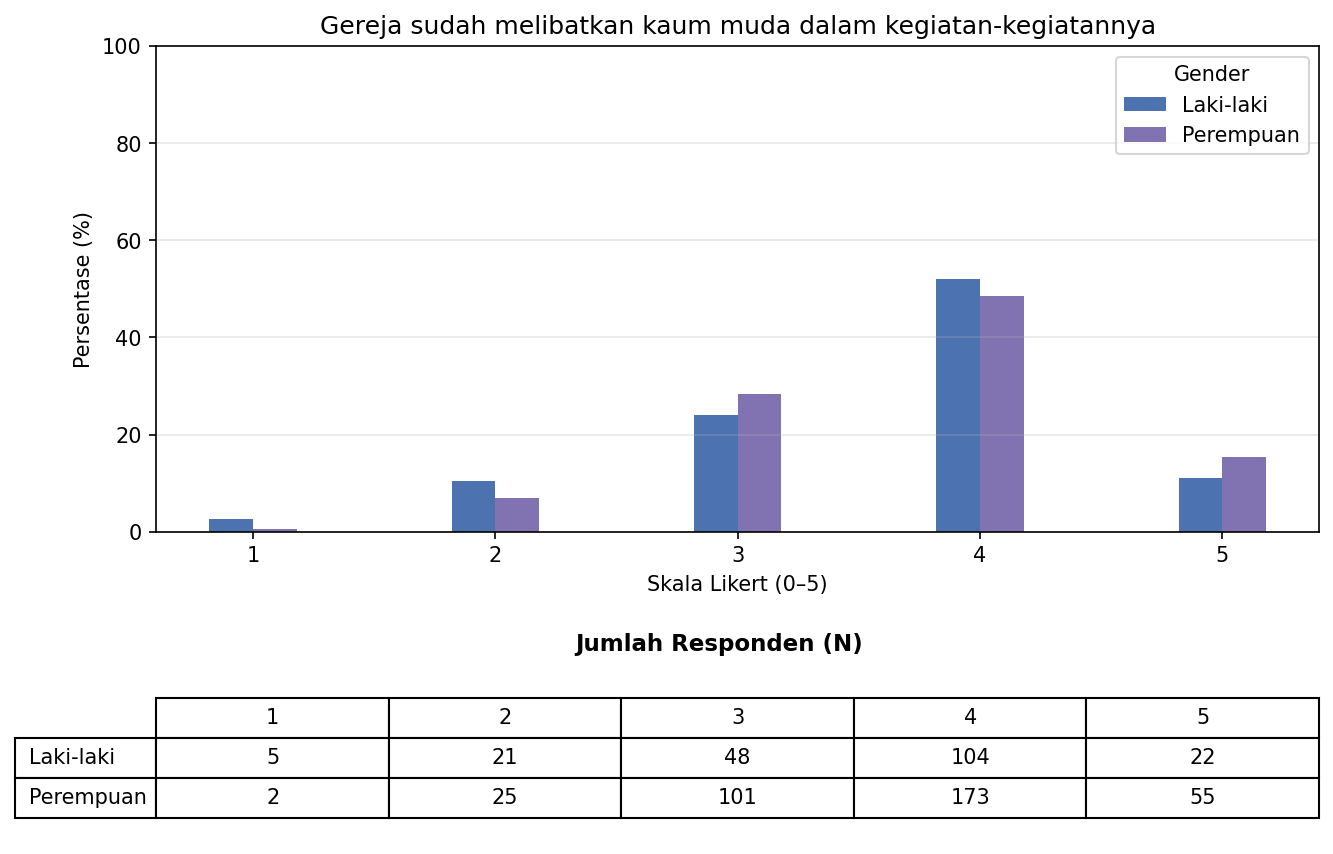 Gereja sudah melibatkan kaum muda dalam kegiatan-kegiatannya
100
80
60
40
20
0
Persentase (%)
Gender
Laki-laki
Perempuan
1 2 3 4 5
Skala Likert (0–5)
Jumlah Responden (N)
1 2 3 4 5
Laki-laki 5 21 48 104 22
Perempuan 2 25 101 173 55